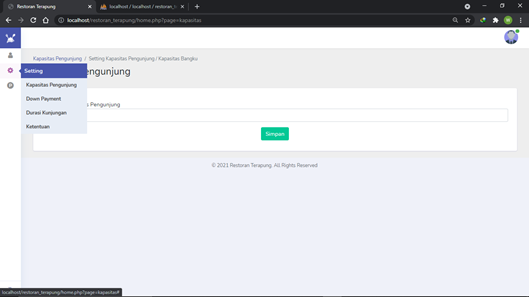 Restoran Terapung
localhost / localhost / restoran_t
localhost/restoran_terapung/home.php?page=kapasitas
Kapasitas Pengunjung / Setting Kapasitas Pengunjung / Kapasitas Bangku
Setting
engunjung
Kapasitas Pengunjung
Down Payment
Durasi Kunjungan
Ketentuan
s Pengunjung
Simpan
© 2021 Restoran Terapung. All Rights Reserved
localhost/restoran_terapung/home.php?page=kapasitas#